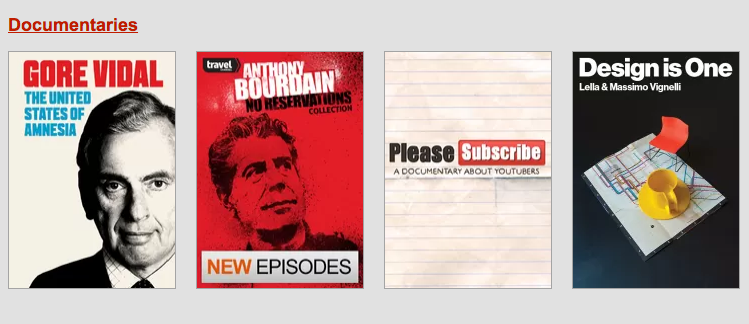 Documentaries
GORE VIDAL
THE UNITED
STATES OF
AMNESIA
travel
ANTHONY
BOURDAIN
NO RESERVATIONS
COLLECTION
NEW EPISODES
Please Subscribe
A DOCUMENTARY ABOUT YOUTUBERS
Design is One
Lella & Massimo Vignelli